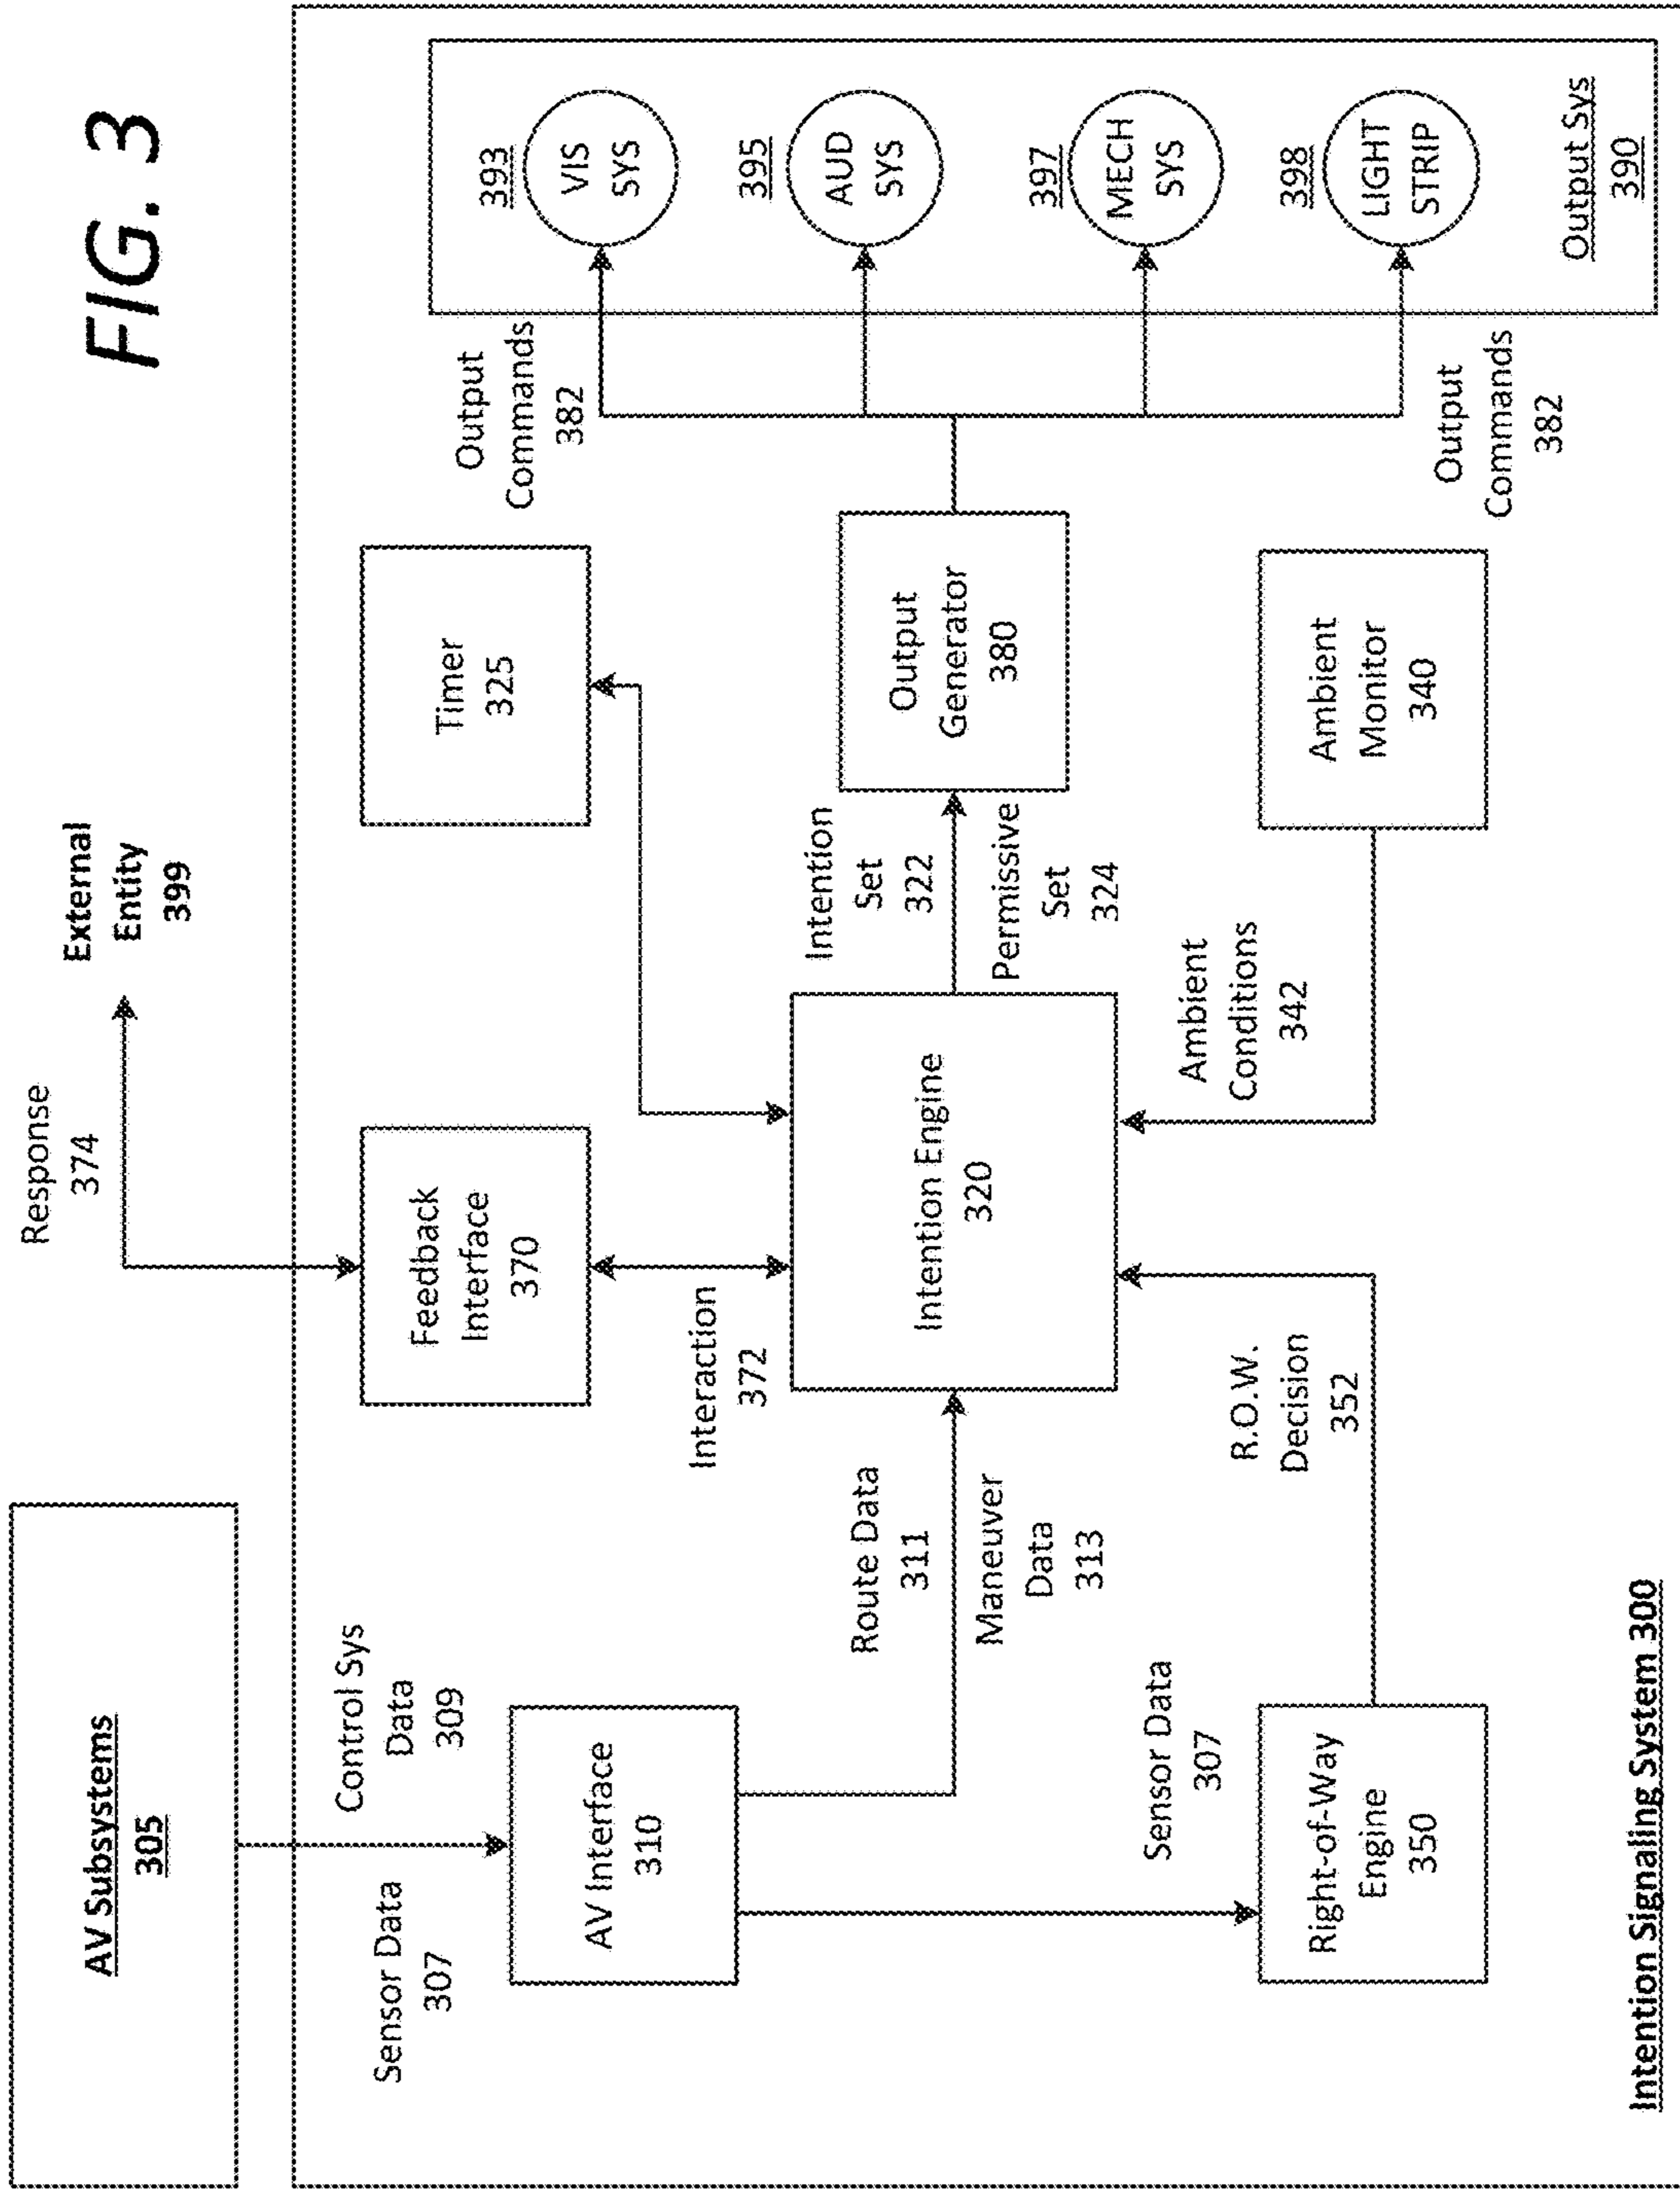 FIG. 3
AV Subsystems
305
Response
374
External
Entity
399
Sensor Data
307
Control Sys
Data
309
AV Interface
310
Feedback
Interface
370
Timer
325
Interaction
372
Route Data
311
Maneuver
Data
313
Intention Engine
320
Intention
Set
322
Permissive
Set
324
Output
Generator
380
Output
Commands
382
Output
Commands
382
393
VIS
SYS
395
AUD
SYS
397
MECH
SYS
398
LIGHT
STRIP
Output Sys
390
Sensor Data
307
Right-of-Way
Engine
350
R.O.W.
Decision
352
Ambient
Conditions
342
Ambient
Monitor
340
Intention Signaling System 300